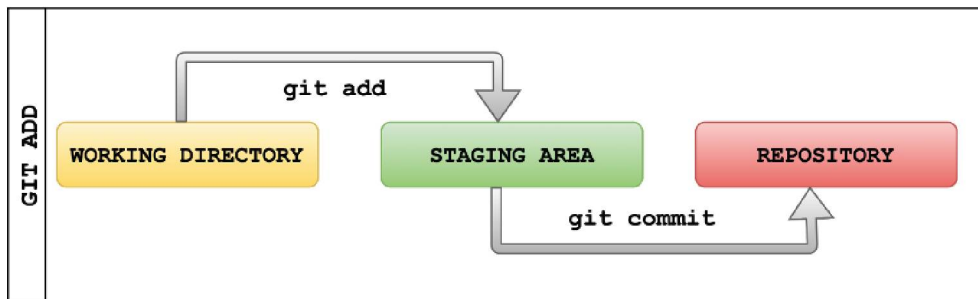 GIT ADD
git add
WORKING DIRECTORY
STAGING AREA
REPOSITORY
git commit